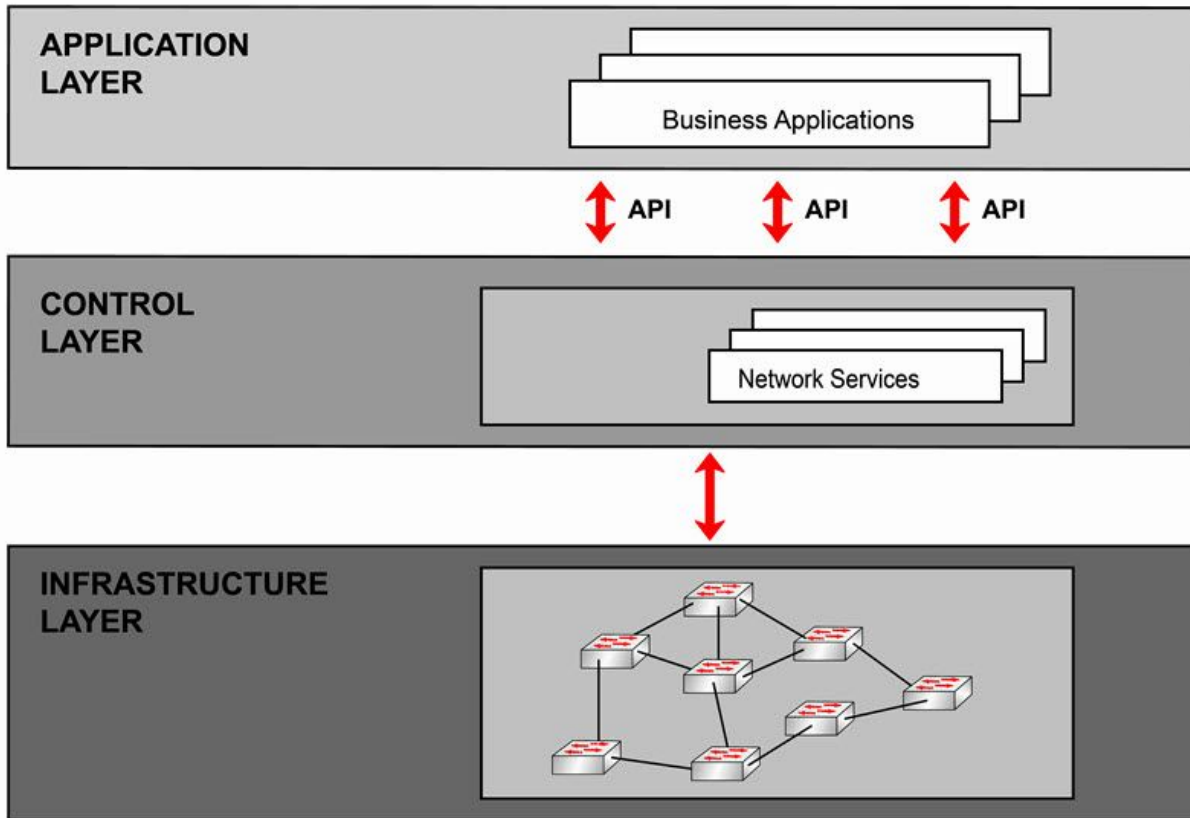 APPLICATION
LAYER
Business Applications
API
API
API
CONTROL
LAYER
Network Services
INFRASTRUCTURE
LAYER